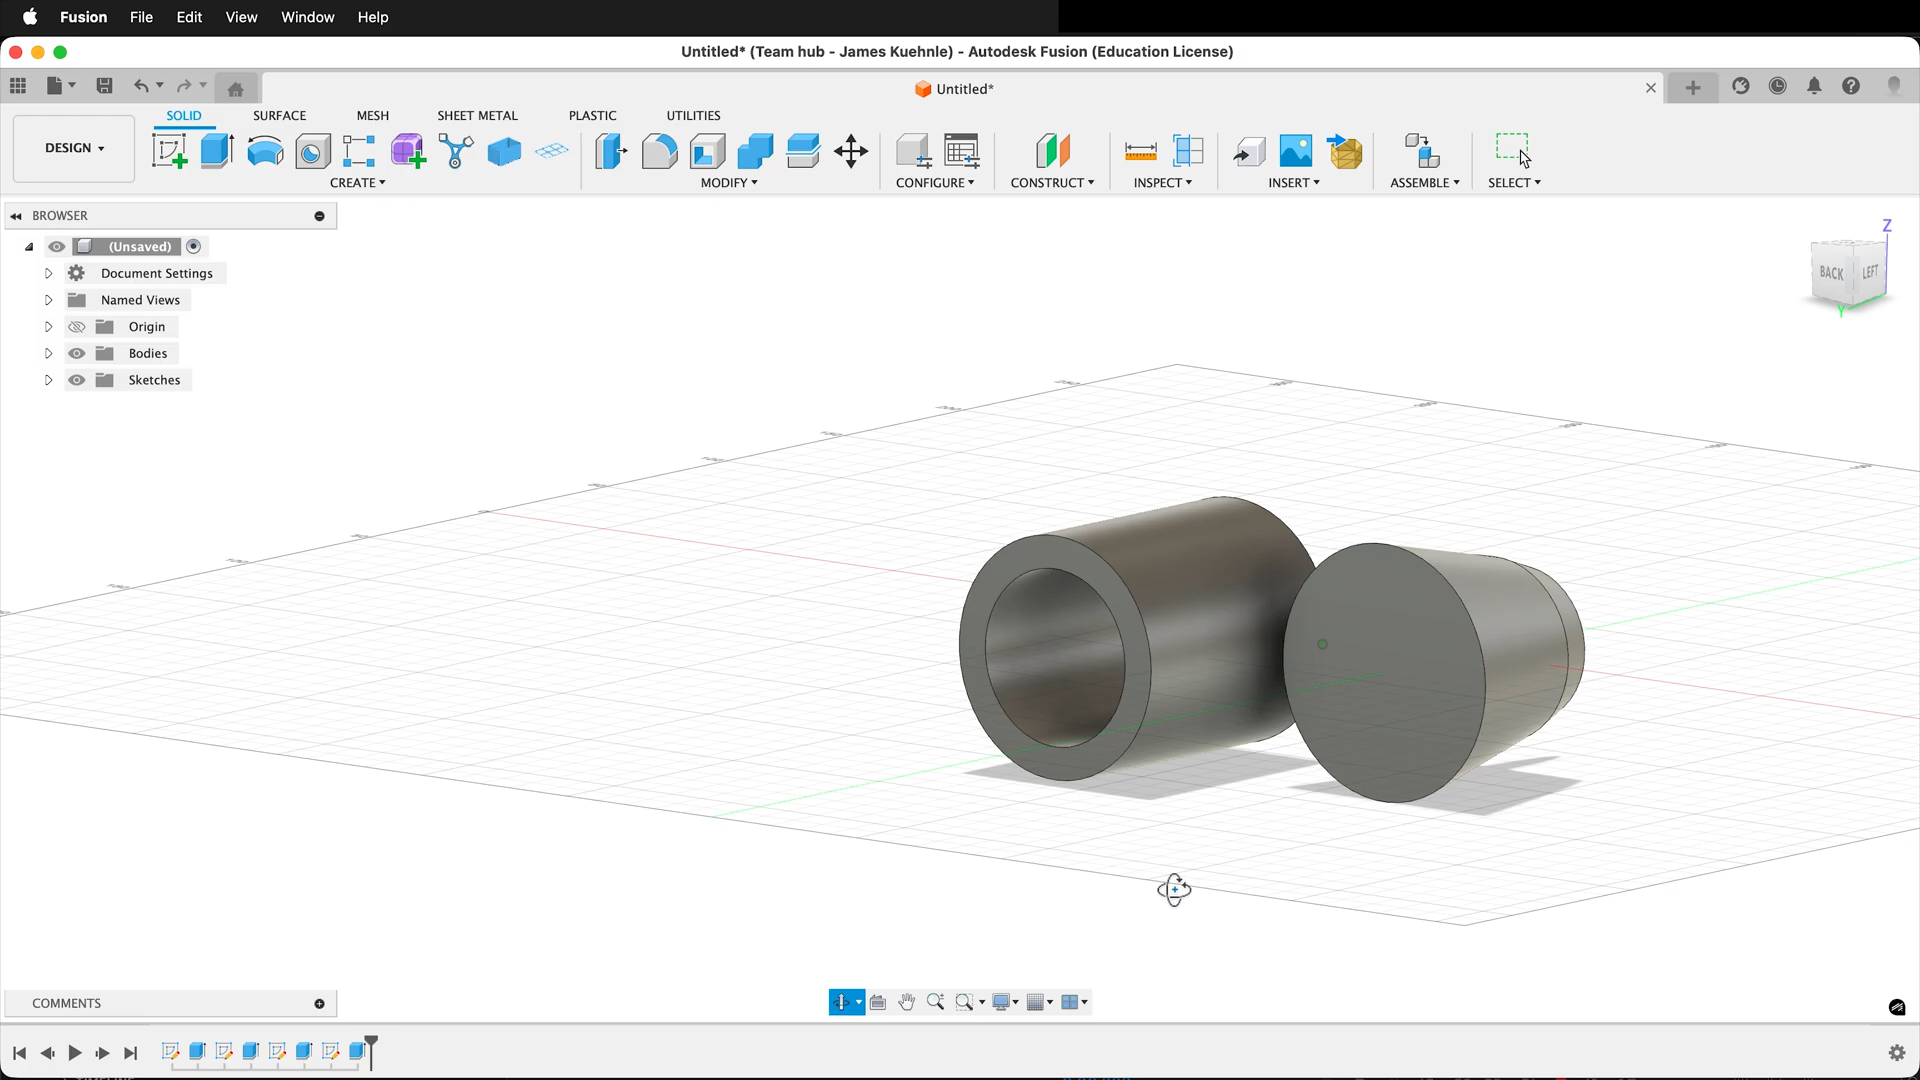 Fusion File Edit View Window Help
Untitled* (Team hub - James Kuehnle) - Autodesk Fusion (Education License)
Untitled*
SOLID SURFACE MESH SHEET METAL PLASTIC UTILITIES
DESIGN
CREATE MODIFY CONFIGURE CONSTRUCT INSPECT INSERT ASSEMBLE SELECT
BROWSER
(Unsaved)
Document Settings
Named Views
Origin
Bodies
Sketches
Z
BACK LEFT
Y
COMMENTS